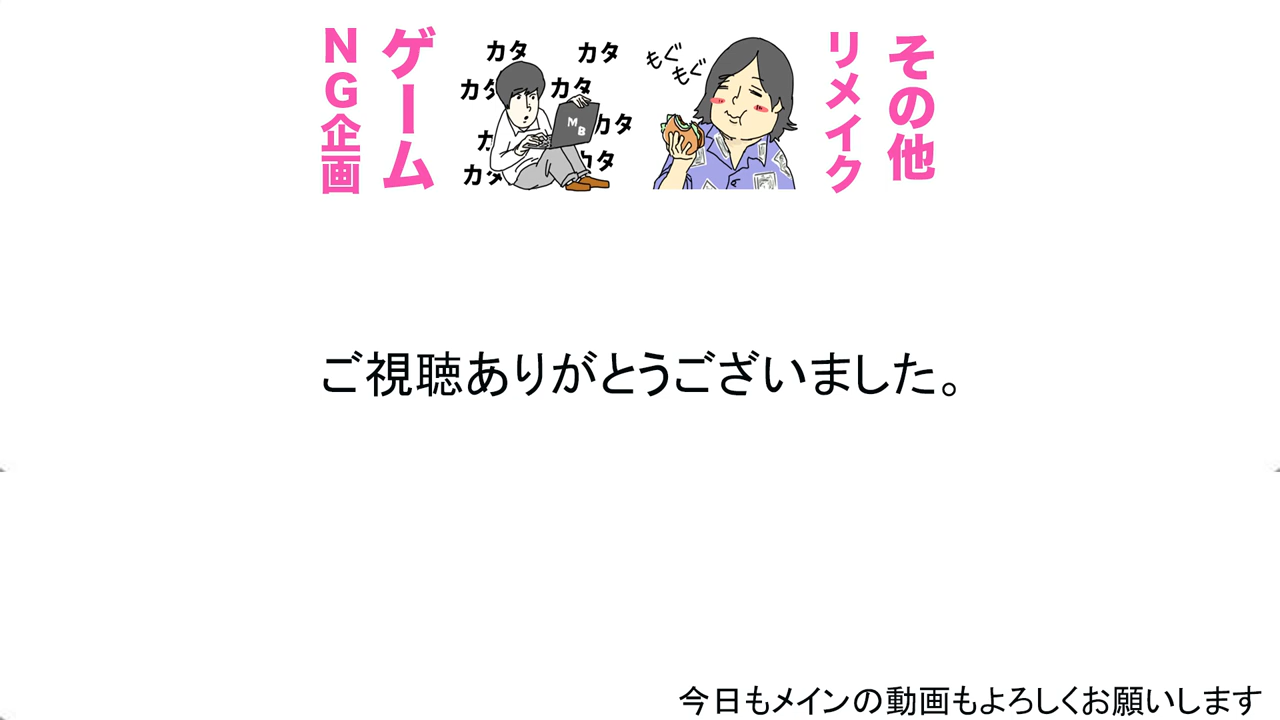 ゲーム
NG企画
カタ
カタ
カタ
カタ
カタ
カタ
カタ
カタ
MB
もぐ
もぐ
その他
リメイク
ご視聴ありがとうございました。
今日もメインの動画もよろしくお願いします